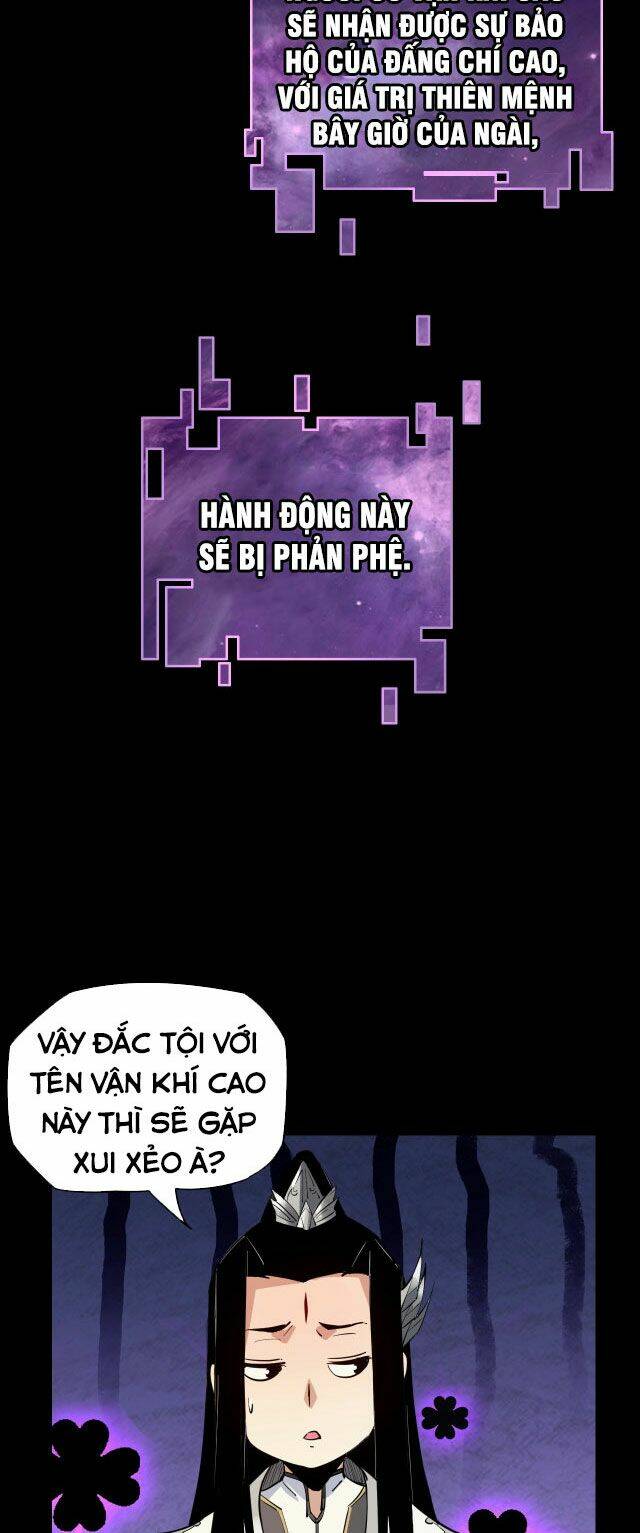 SẼ NHẬN ĐƯỢC SỰ BẢO
HỘ CỦA ĐẤNG CHÍ CAO,
VỚI GIÁ TRỊ THIÊN MỆNH
BÂY GIỜ CỦA NGÀI,
HÀNH ĐỘNG NÀY
SẼ BỊ PHẢN PHỆ.
VẬY ĐẮC TỘI VỚI
TÊN VẬN KHÍ CAO
NÀY THÌ SẼ GẶP
XUI XẺO À?